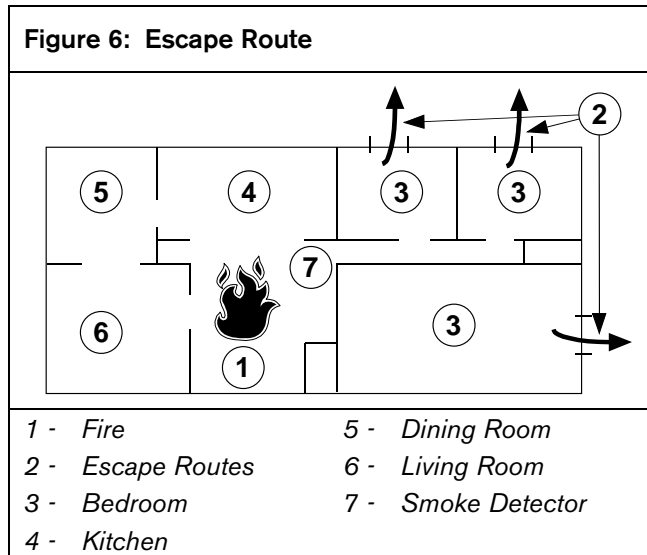 Figure 6: Escape Route
2
5
4
3
3
7
6
3
1
1 - Fire
2 - Escape Routes
3 - Bedroom
4 - Kitchen
5 - Dining Room
6 - Living Room
7 - Smoke Detector